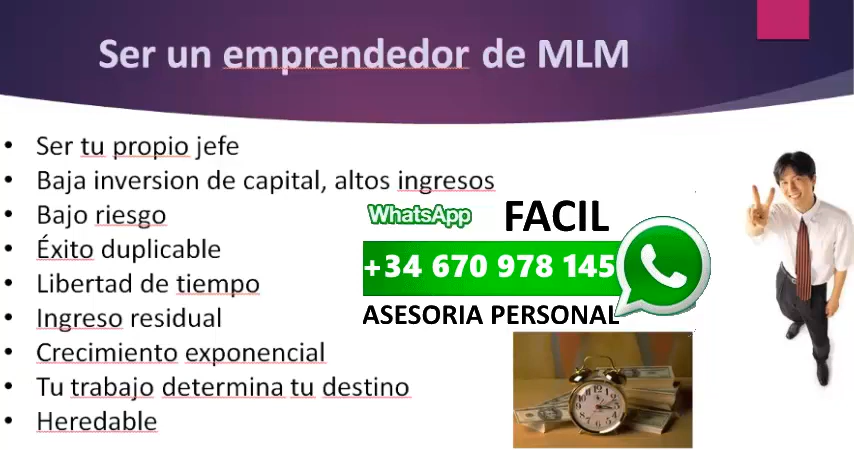 Ser un emprendedor de MLM
Ser tu propio jefe
Baja inversion de capital, altos ingresos
Bajo riesgo
Éxito duplicable
Libertad de tiempo
Ingreso residual
Crecimiento exponencial
Tu trabajo determina tu destino
Heredable
WhatsApp FACIL
+34 670 978 145
ASESORIA PERSONAL